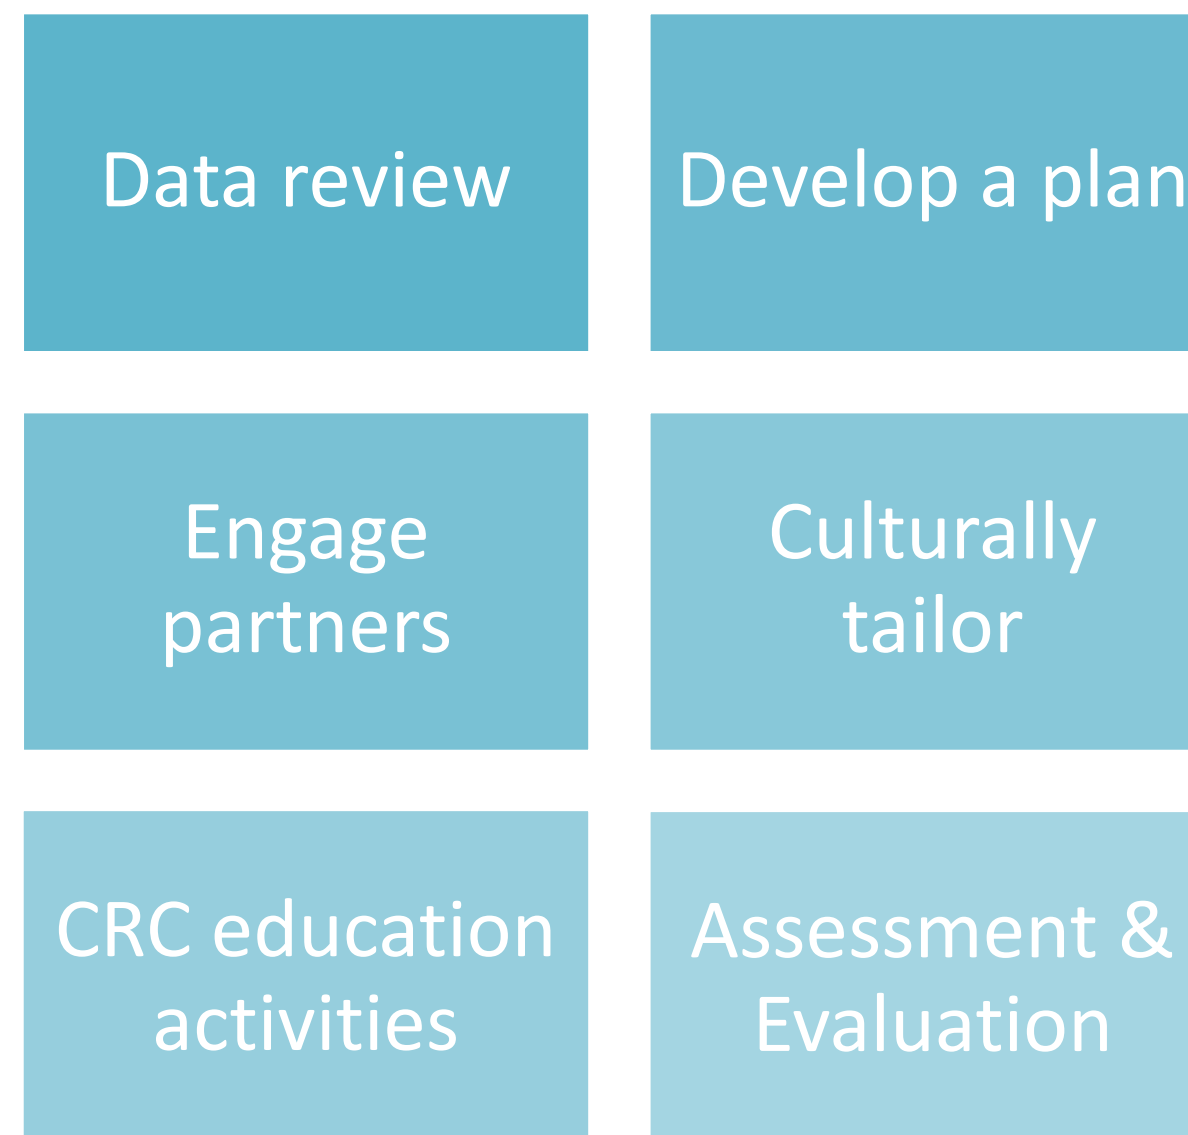 Data review
Develop a plan
Engage
partners
Culturally
tailor
CRC education
activities
Assessment &
Evaluation